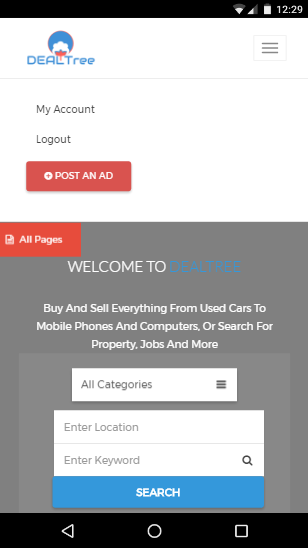 12:29
DEALTree
My Account
Logout
POST AN AD
All Pages
WELCOME TO DEALTREE
Buy And Sell Everything From Used Cars To
Mobile Phones And Computers, Or Search For
Property, Jobs And More
All Categories
Enter Location
Enter Keyword
SEARCH